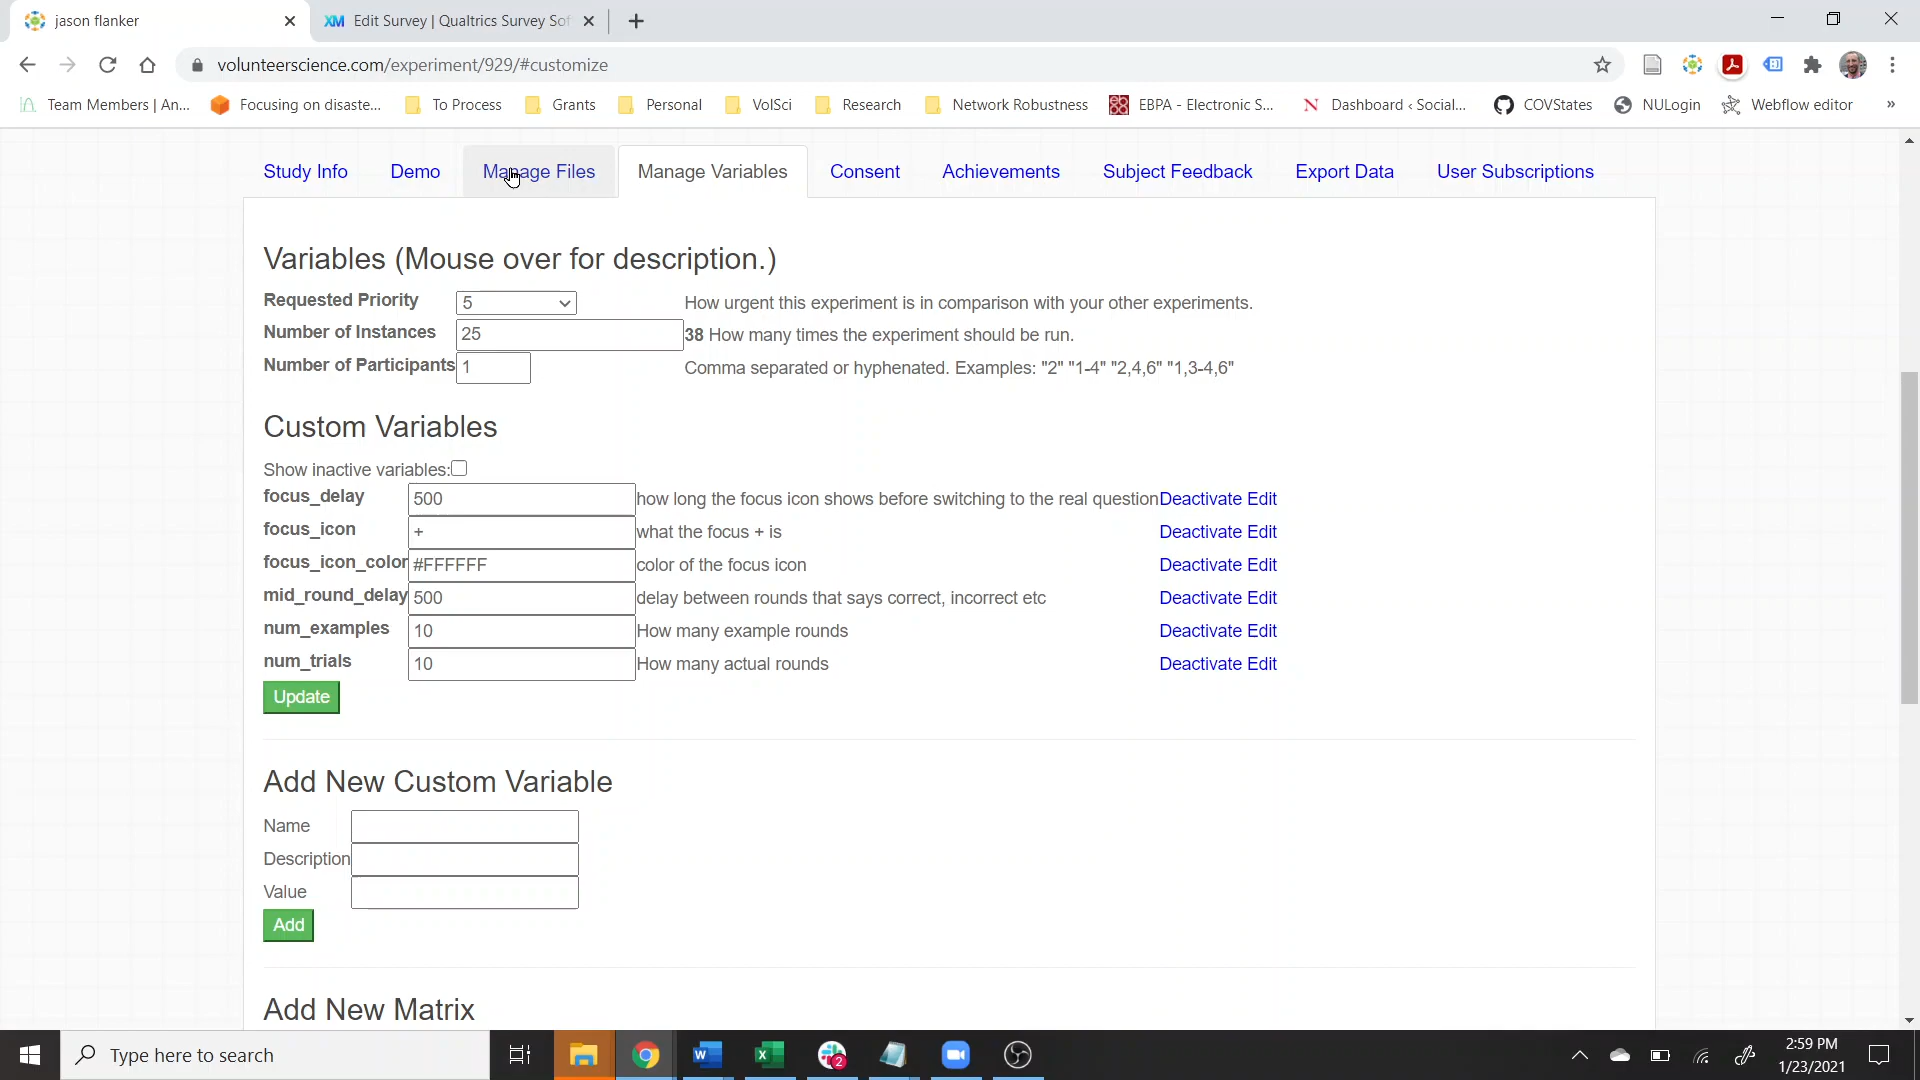 jason flanker
XM Edit Survey | Qualtrics Survey Sof
volunteerscience.com/experiment/929/#customize
Team Members | An...
Focusing on disaste...
To Process
Grants
Personal
VolSci
Research
Network Robustness
EBPA - Electronic S...
Dashboard ‹ Social...
COVStates
NULogin
Webflow editor
»
Study Info
Demo
Manage Files
Manage Variables
Consent
Achievements
Subject Feedback
Export Data
User Subscriptions
Variables (Mouse over for description.)
Requested Priority 5 How urgent this experiment is in comparison with your other experiments.
Number of Instances 25 38 How many times the experiment should be run.
Number of Participants 1 Comma separated or hyphenated. Examples: "2" "1-4" "2,4,6" "1,3-4,6"
Custom Variables
Show inactive variables:
focus_delay 500 how long the focus icon shows before switching to the real question Deactivate Edit
focus_icon + what the focus + is Deactivate Edit
focus_icon_color #FFFFFF color of the focus icon Deactivate Edit
mid_round_delay 500 delay between rounds that says correct, incorrect etc Deactivate Edit
num_examples 10 How many example rounds Deactivate Edit
num_trials 10 How many actual rounds Deactivate Edit
Update
Add New Custom Variable
Name
Description
Value
Add
Add New Matrix
Type here to search
2
2:59 PM
1/23/2021